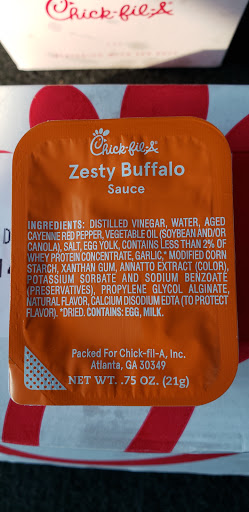 Chick-fil-A
Chick-fil-A
Zesty Buffalo
Sauce
INGREDIENTS: DISTILLED VINEGAR, WATER, AGED
CAYENNE RED PEPPER, VEGETABLE OIL (SOYBEAN AND/OR
CANOLA), SALT, EGG YOLK, CONTAINS LESS THAN 2% OF
WHEY PROTEIN CONCENTRATE, GARLIC,* MODIFIED CORN
STARCH, XANTHAN GUM, ANNATTO EXTRACT (COLOR),
POTASSIUM SORBATE AND SODIUM BENZOATE
(PRESERVATIVES), PROPYLENE GLYCOL ALGINATE,
NATURAL FLAVOR, CALCIUM DISODIUM EDTA (TO PROTECT
FLAVOR). *DRIED. CONTAINS: EGG, MILK.
Packed For Chick-fil-A, Inc.
Atlanta, GA 30349
NET WT. .75 OZ. (21g)